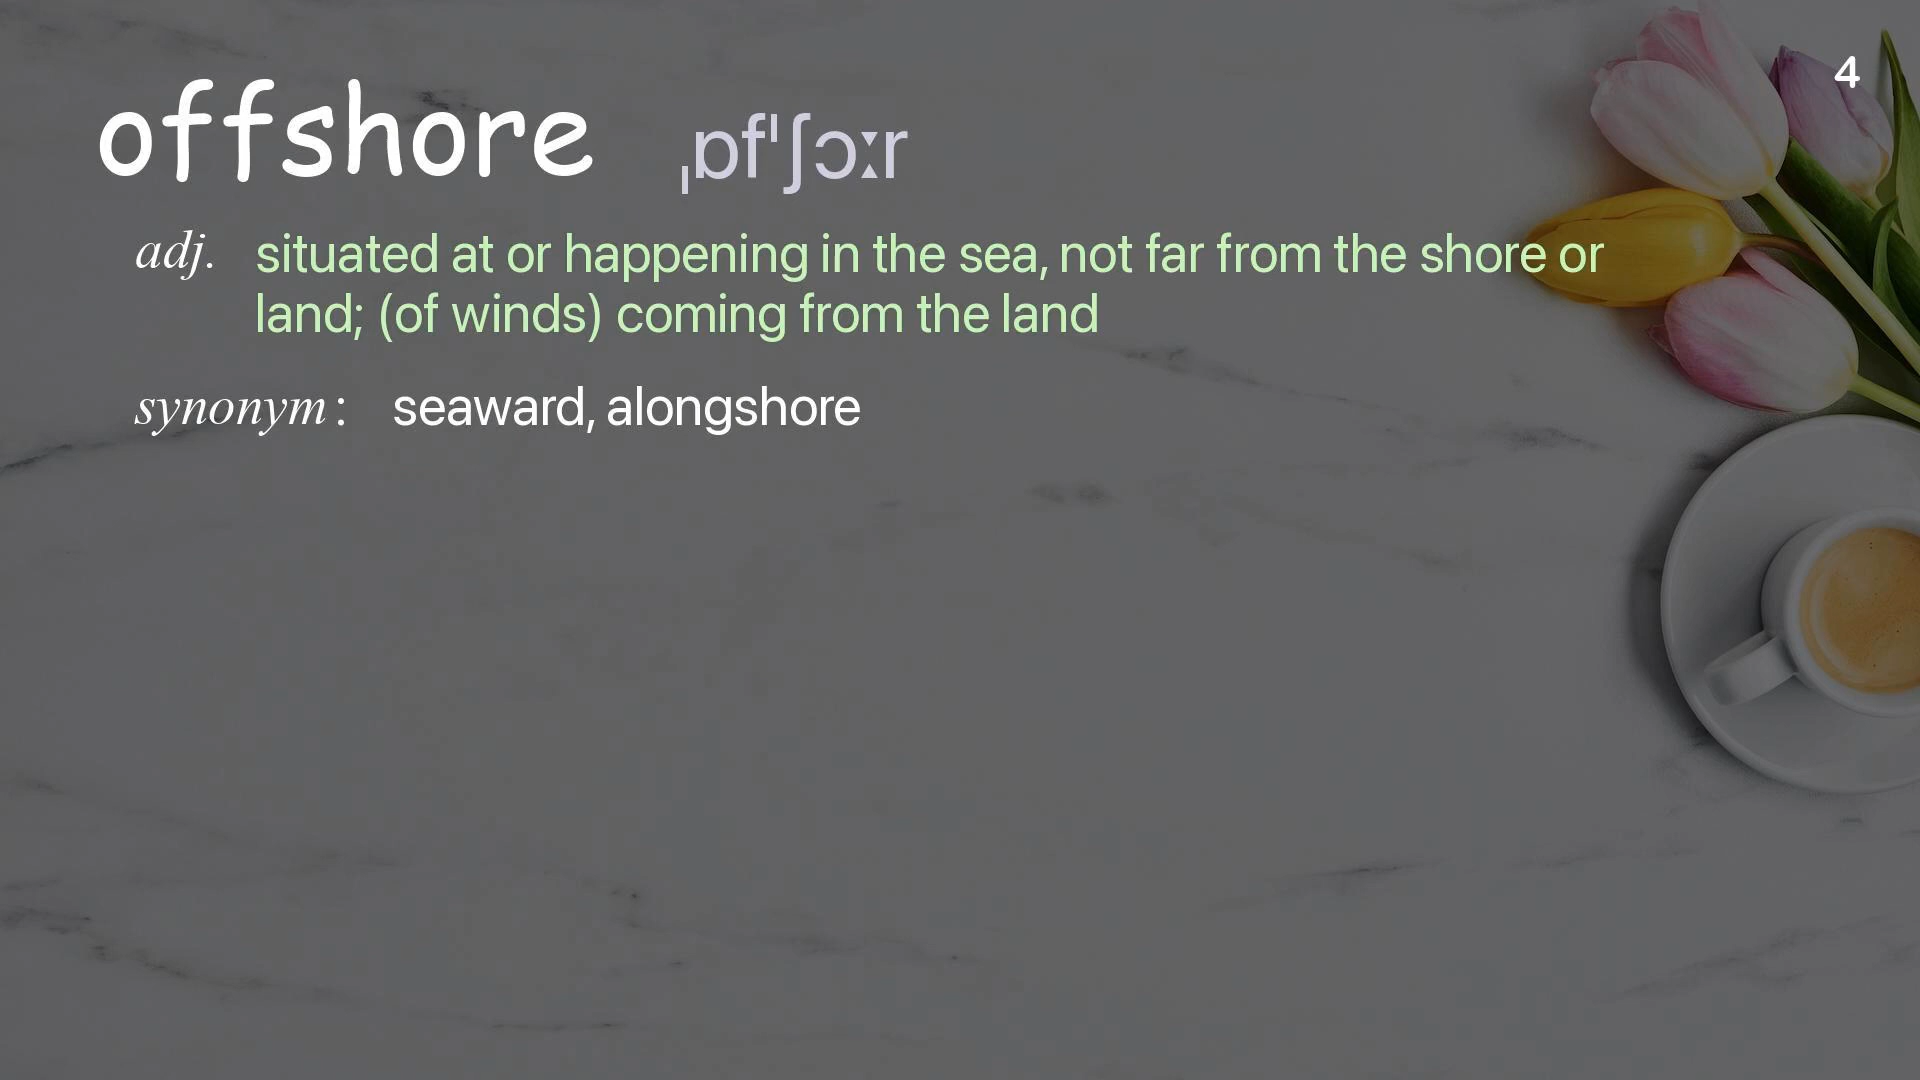 4
offshore ˌɒfˈʃɔːr
adj. situated at or happening in the sea, not far from the shore or
land; (of winds) coming from the land
synonym : seaward, alongshore